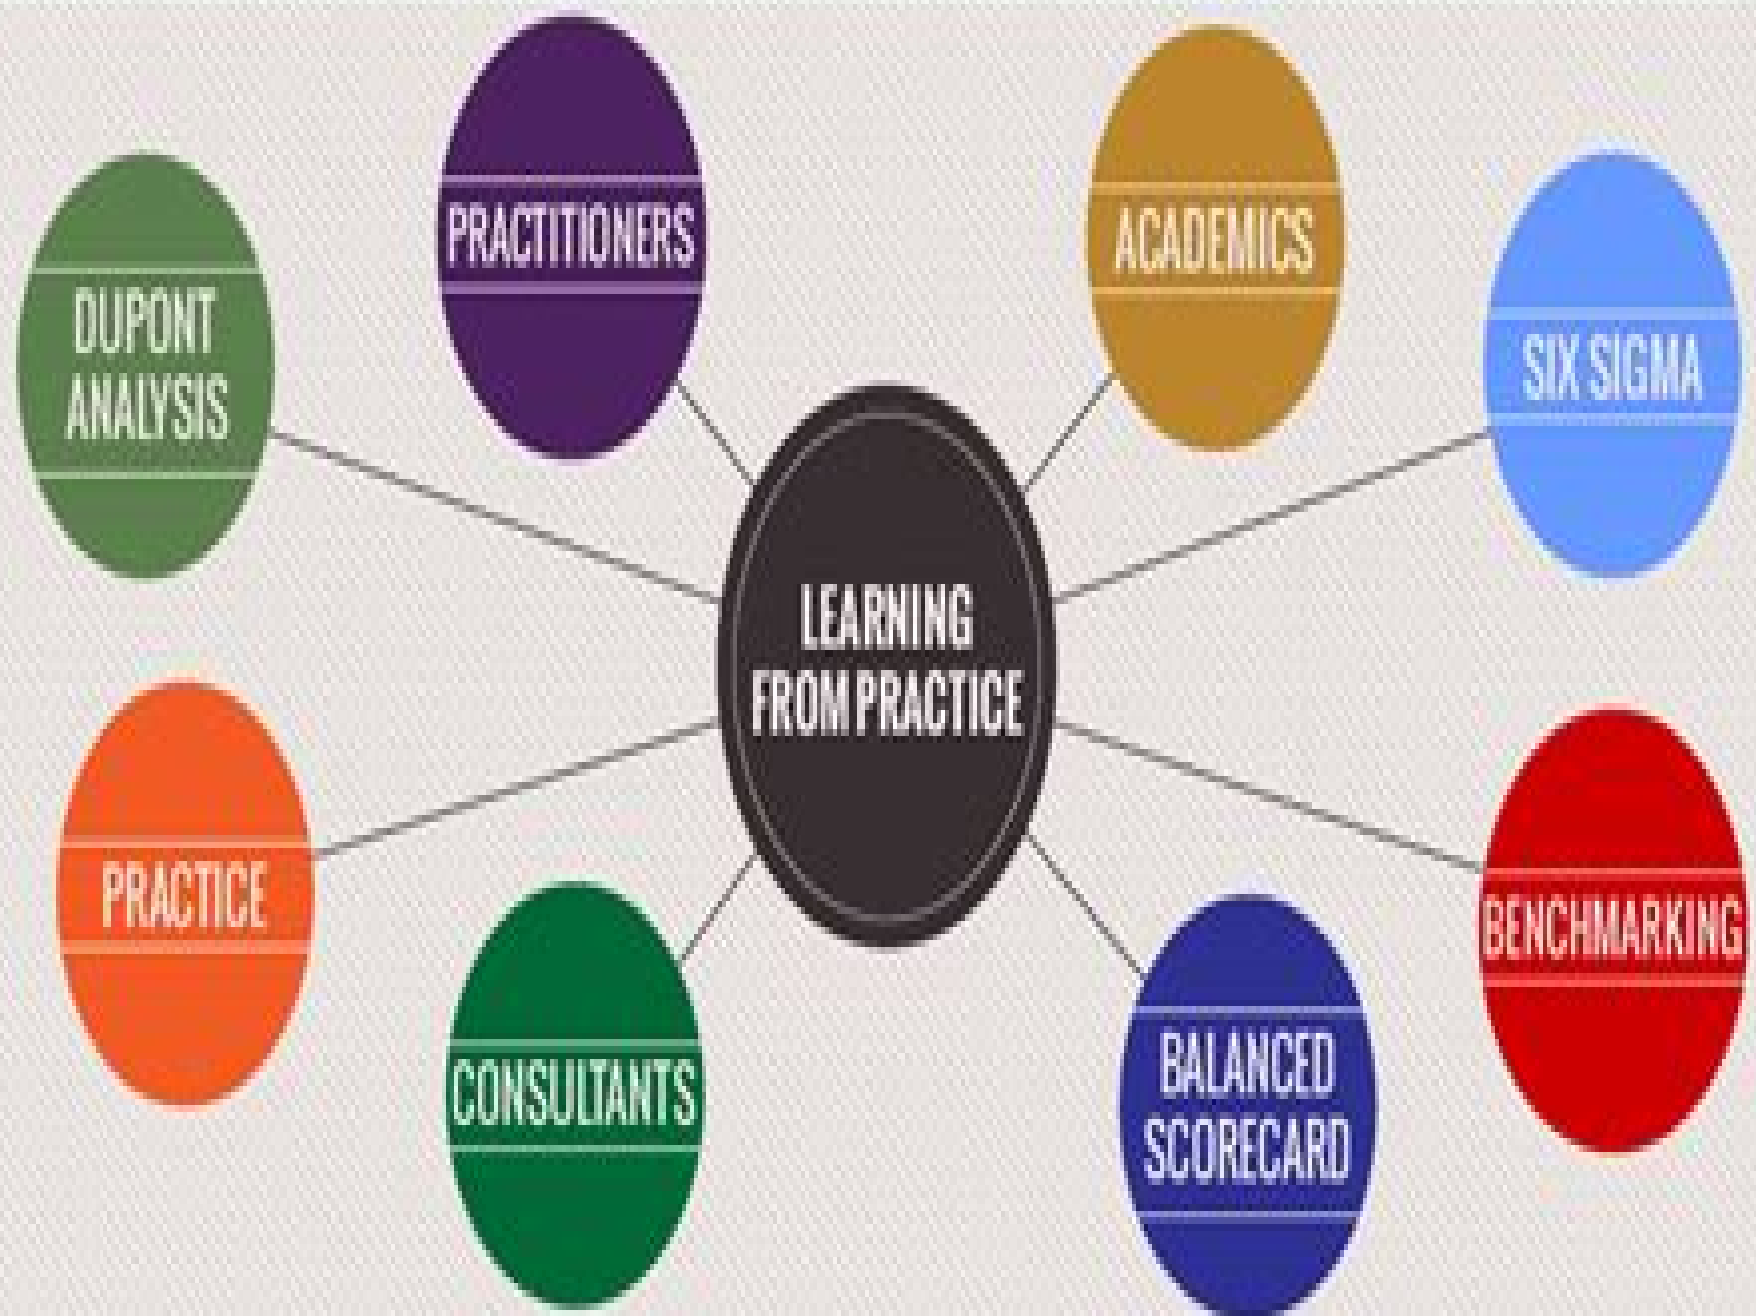 PRACTITIONERS
ACADEMICS
DUPONT
ANALYSIS
SIX SIGMA
LEARNING
FROM PRACTICE
PRACTICE
BENCHMARKING
CONSULTANTS
BALANCED
SCORECARD